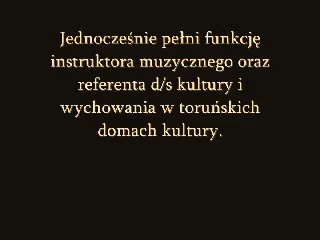 Jednocześnie pełni funkcję
instruktora muzycznego oraz
referenta d/s kultury i
wychowania w toruńskich
domach kultury.